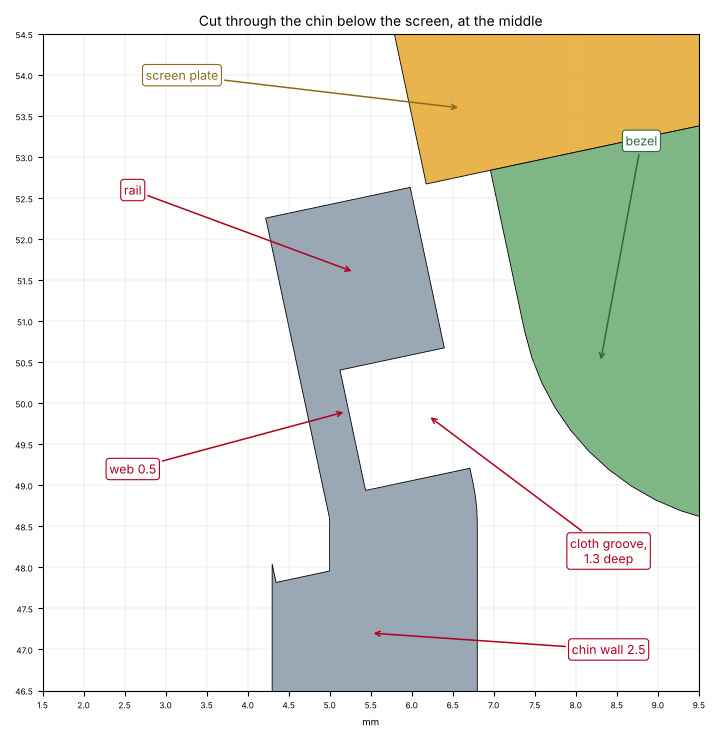 Cut through the chin below the screen, at the middle
54.5
54.0
53.5
53.0
52.5
52.0
51.5
51.0
50.5
50.0
49.5
49.0
48.5
48.0
47.5
47.0
46.5
screen plate
bezel
rail
web 0.5
cloth groove,
1.3 deep
chin wall 2.5
1.5 2.0 2.5 3.0 3.5 4.0 4.5 5.0 5.5 6.0 6.5 7.0 7.5 8.0 8.5 9.0 9.5
mm